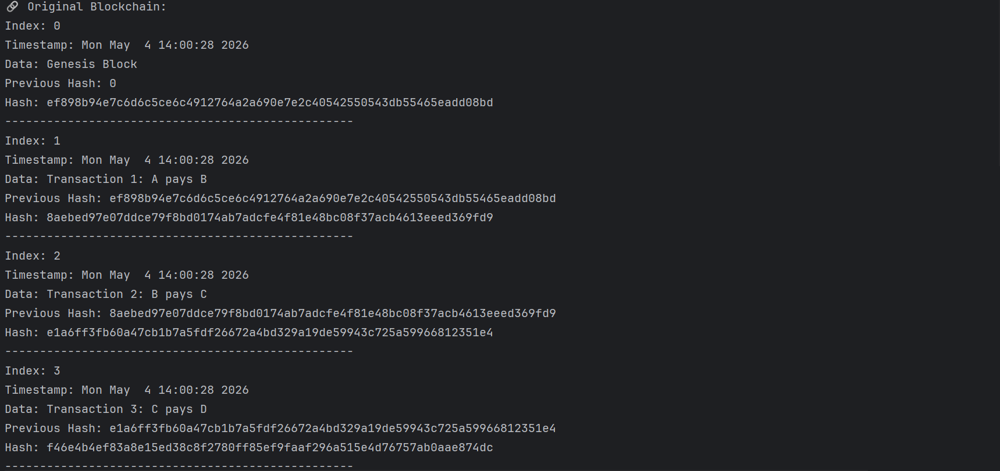 🔗 Original Blockchain:
Index: 0
Timestamp: Mon May  4 14:00:28 2026
Data: Genesis Block
Previous Hash: 0
Hash: ef898b94e7c6d6c5ce6c4912764a2a690e7e2c40542550543db55465eadd08bd
--------------------------------------------------
Index: 1
Timestamp: Mon May  4 14:00:28 2026
Data: Transaction 1: A pays B
Previous Hash: ef898b94e7c6d6c5ce6c4912764a2a690e7e2c40542550543db55465eadd08bd
Hash: 8aebed97e07ddce79f8bd0174ab7adcfe4f81e48bc08f37acb4613eeed369fd9
--------------------------------------------------
Index: 2
Timestamp: Mon May  4 14:00:28 2026
Data: Transaction 2: B pays C
Previous Hash: 8aebed97e07ddce79f8bd0174ab7adcfe4f81e48bc08f37acb4613eeed369fd9
Hash: e1a6ff3fb60a47cb1b7a5fdf26672a4bd329a19de59943c725a59966812351e4
--------------------------------------------------
Index: 3
Timestamp: Mon May  4 14:00:28 2026
Data: Transaction 3: C pays D
Previous Hash: e1a6ff3fb60a47cb1b7a5fdf26672a4bd329a19de59943c725a59966812351e4
Hash: f46e4b4ef83a8e15ed38c8f2780ff85ef9faaf296a515e4d76757ab0aae874dc
--------------------------------------------------